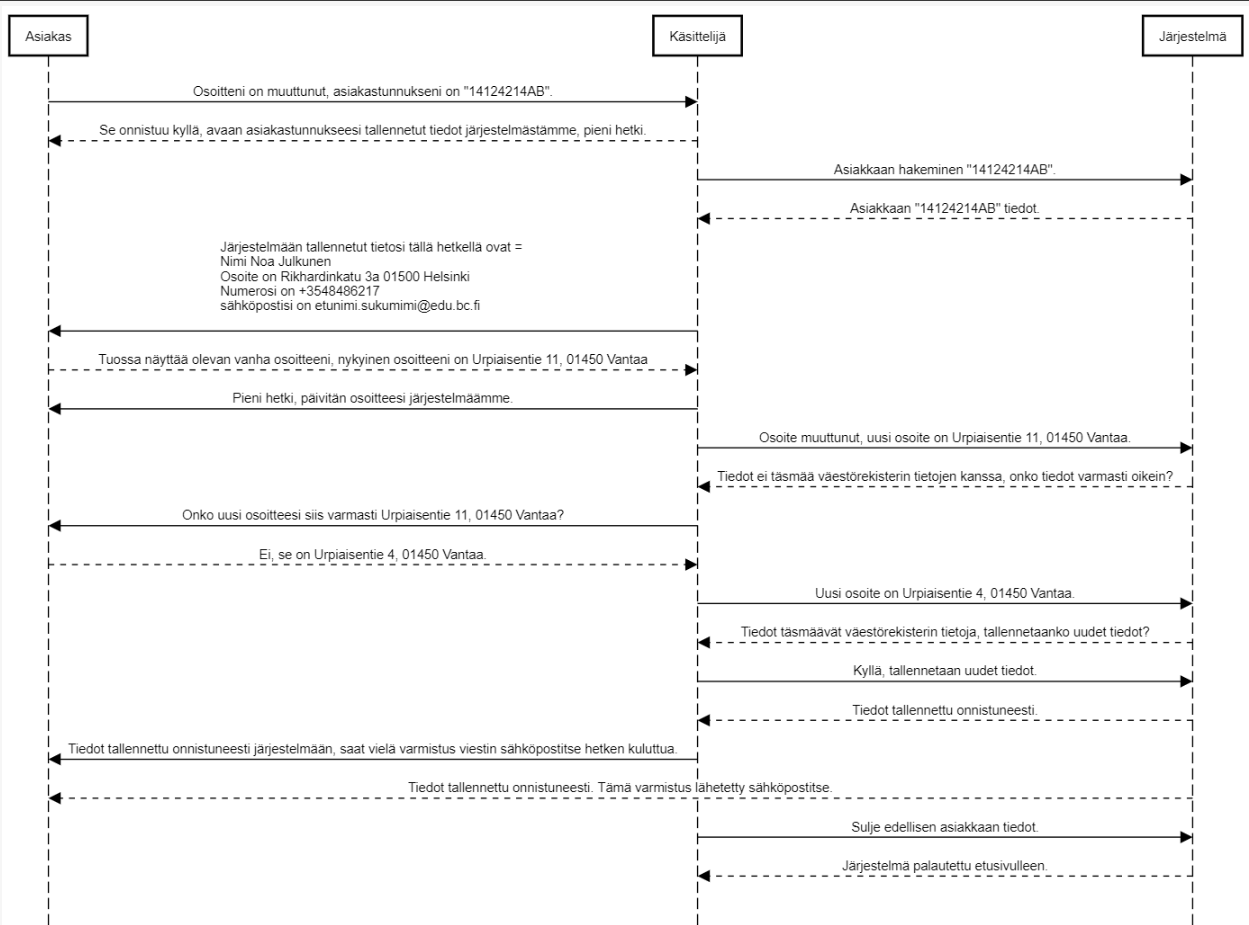 Asiakas
Käsittelijä
Järjestelmä
Osoitteni on muuttunut, asiakastunnukseni on "14124214AB".
Se onnistuu kyllä, avaan asiakastunnukseesi tallennetut tiedot järjestelmästämme, pieni hetki.
Asiakkaan hakeminen "14124214AB".
Asiakkaan "14124214AB" tiedot.
Järjestelmään tallennetut tietosi tällä hetkellä ovat =
Nimi Noa Julkunen
Osoite on Rikhardinkatu 3a 01500 Helsinki
Numerosi on +3548486217
sähköpostisi on etunimi.sukumimi@edu.bc.fi
Tuossa näyttää olevan vanha osoitteeni, nykyinen osoitteeni on Urpiaisentie 11, 01450 Vantaa
Pieni hetki, päivitän osoitteesi järjestelmäämme.
Osoite muuttunut, uusi osoite on Urpiaisentie 11, 01450 Vantaa.
Tiedot ei täsmää väestörekisterin tietojen kanssa, onko tiedot varmasti oikein?
Onko uusi osoitteesi siis varmasti Urpiaisentie 11, 01450 Vantaa?
Ei, se on Urpiaisentie 4, 01450 Vantaa.
Uusi osoite on Urpiaisentie 4, 01450 Vantaa.
Tiedot täsmäävät väestörekisterin tietoja, tallennetaanko uudet tiedot?
Kyllä, tallennetaan uudet tiedot.
Tiedot tallennettu onnistuneesti.
Tiedot tallennettu onnistuneesti järjestelmään, saat vielä varmistus viestin sähköpostitse hetken kuluttua.
Tiedot tallennettu onnistuneesti. Tämä varmistus lähetetty sähköpostitse.
Sulje edellisen asiakkaan tiedot.
Järjestelmä palautettu etusivulleen.